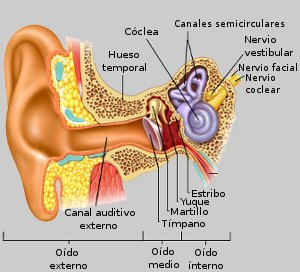 Canales semicirculares
Cóclea
Nervio
vestibular
Hueso
temporal
Nervio facial
Nervio
coclear
Estribo
Yuque
Martillo
Tímpano
Canal auditivo
externo
Oído
externo
Oído
medio
Oído
interno